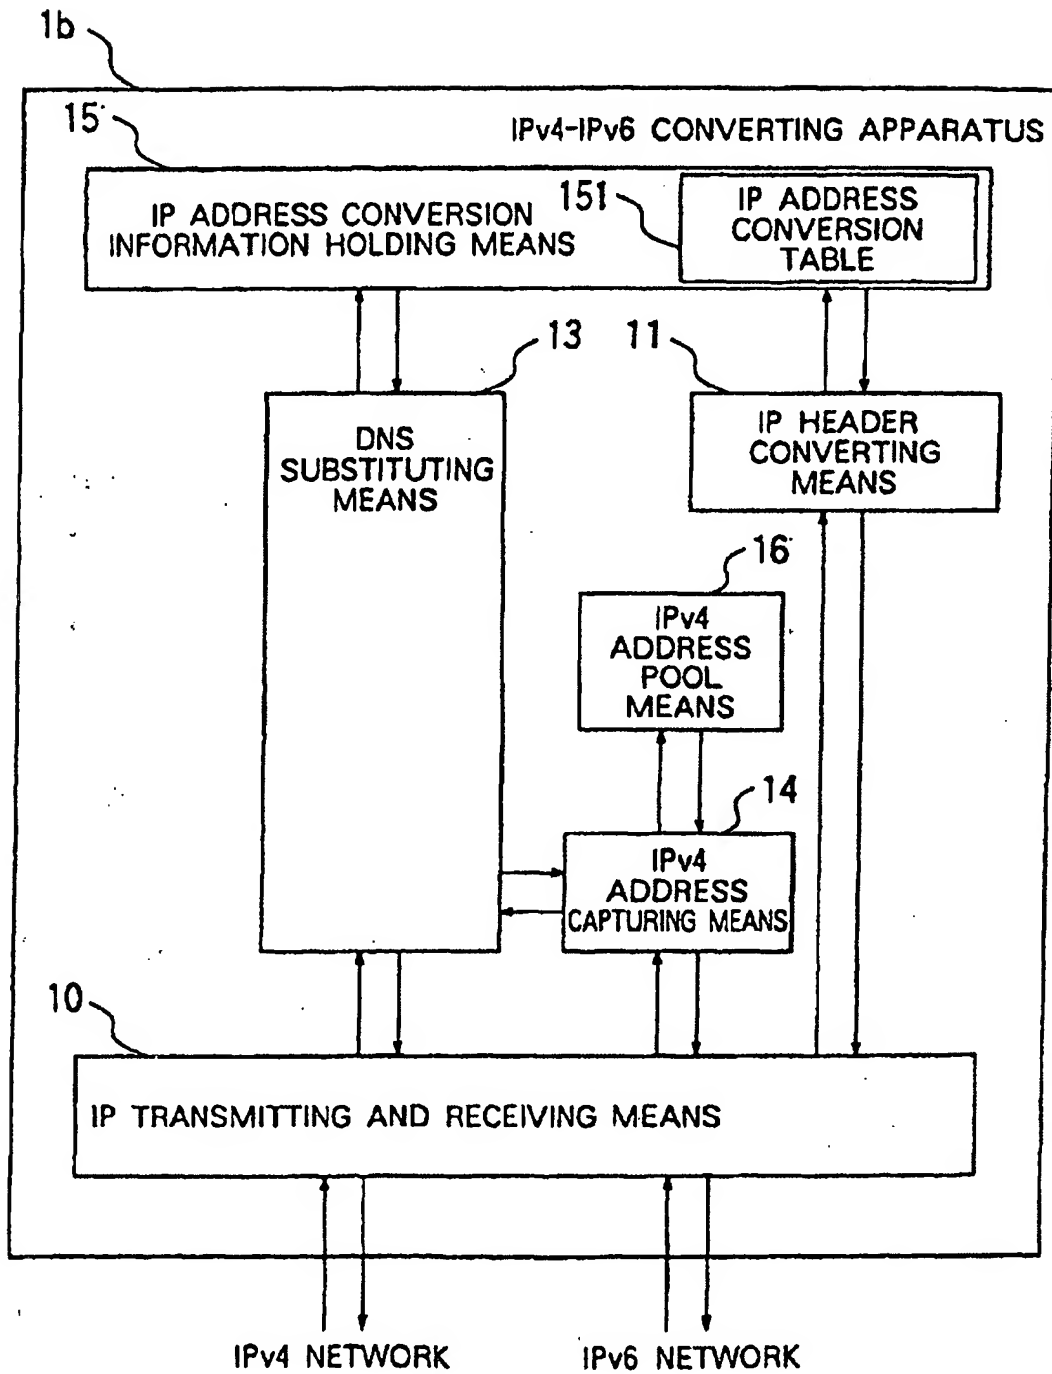 1b
15
IPv4-IPv6 CONVERTING APPARATUS
IP ADDRESS CONVERSION
INFORMATION HOLDING MEANS
151
IP ADDRESS
CONVERSION
TABLE
13
11
DNS
SUBSTITUTING
MEANS
IP HEADER
CONVERTING
MEANS
16
IPv4
ADDRESS
POOL
MEANS
14
IPv4
ADDRESS
CAPTURING MEANS
10
IP TRANSMITTING AND RECEIVING MEANS
IPv4 NETWORK
IPv6 NETWORK